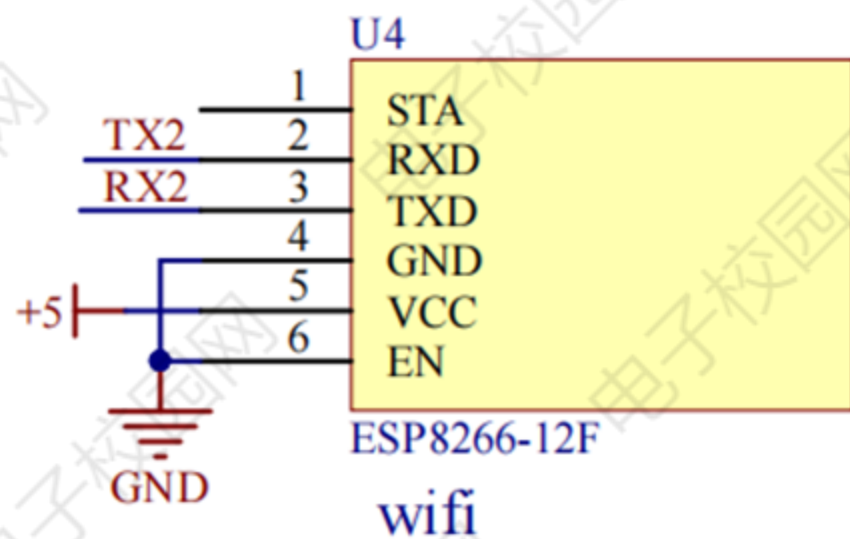 U4
1 STA
TX2 2 RXD
RX2 3 TXD
4 GND
+5 5 VCC
6 EN
GND
ESP8266-12F
wifi
电子校园网
电子校园网
电子校园网
网